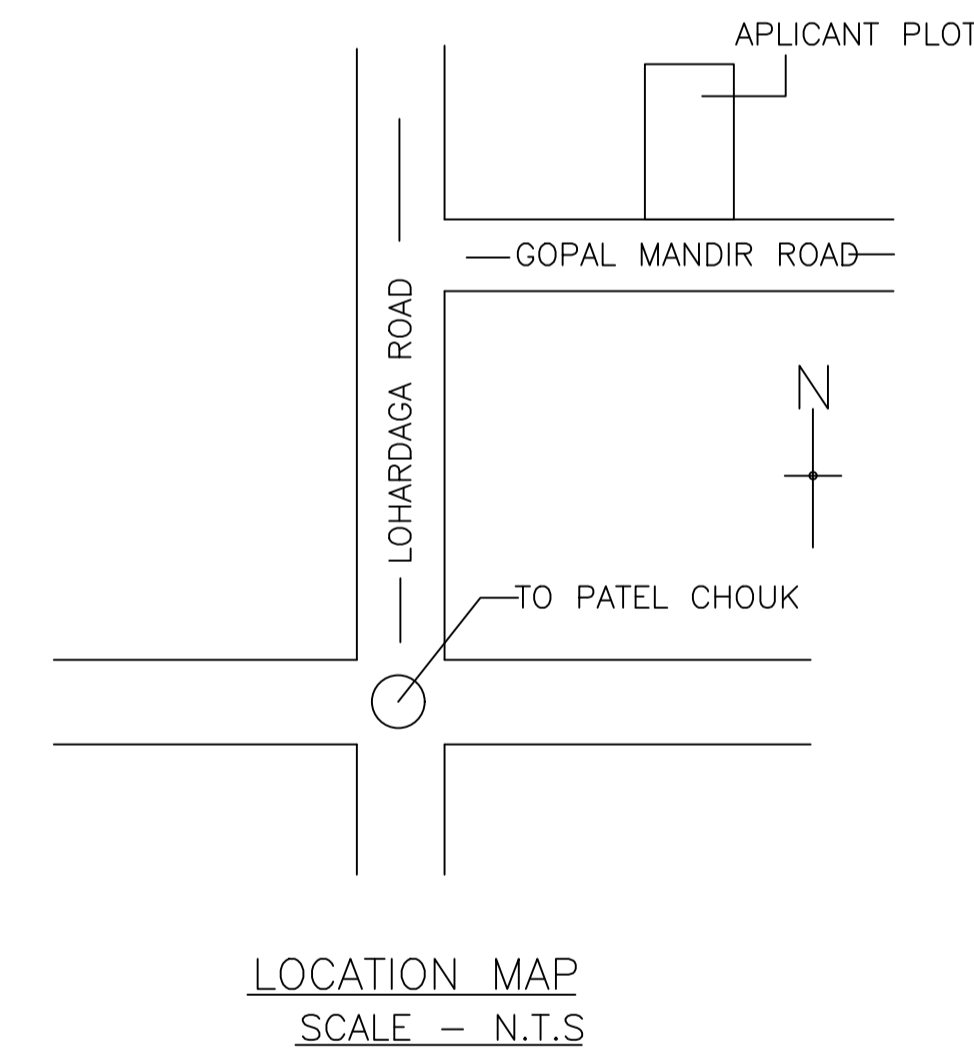 APLICANT PLOT
GOPAL MANDIR ROAD
LOHARDAGA ROAD
N
TO PATEL CHOUK
LOCATION MAP
SCALE - N.T.S